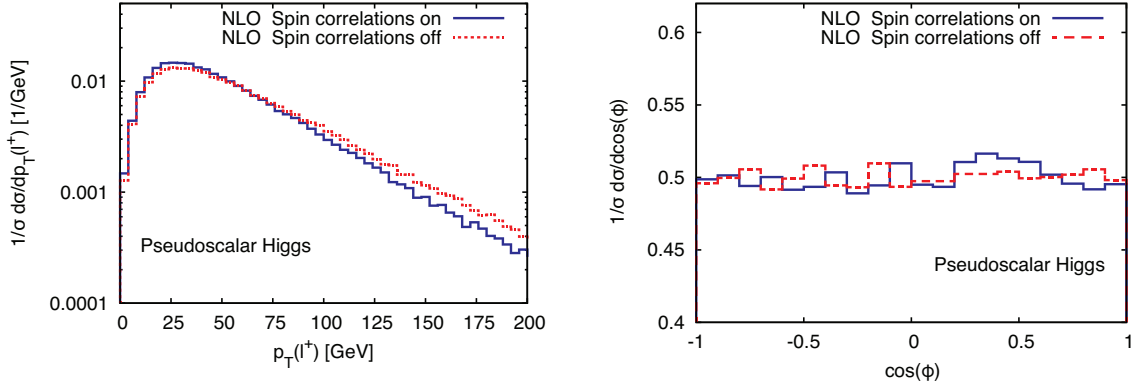 NLO Spin correlations on
NLO Spin correlations off
0.01
0.001
0.0001
1/σ dσ/dp_T(l⁺) [1/GeV]
Pseudoscalar Higgs
0 25 50 75 100 125 150 175 200
p_T(l⁺) [GeV]
NLO Spin correlations on
NLO Spin correlations off
0.6
0.55
0.5
0.45
0.4
1/σ dσ/dcos(ϕ)
Pseudoscalar Higgs
-1 -0.5 0 0.5 1
cos(ϕ)